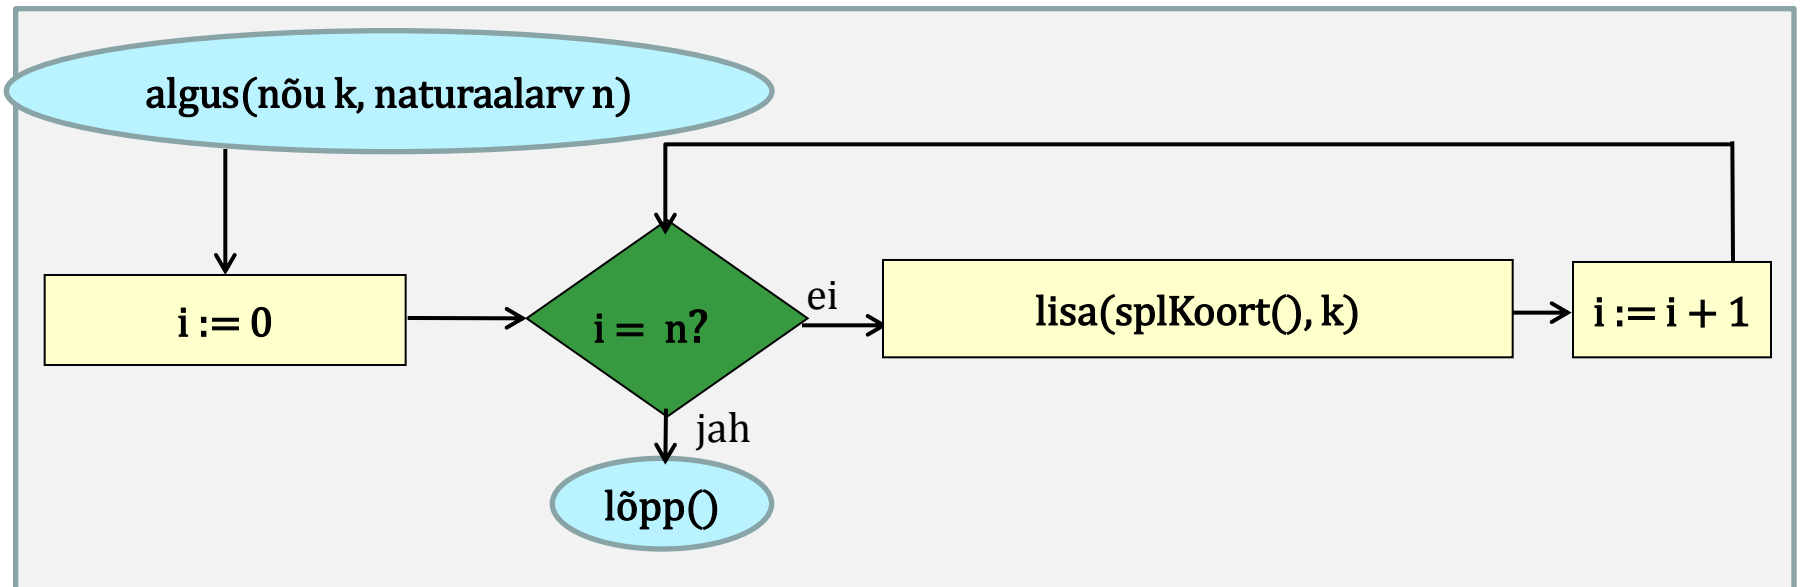 algus(nõu k, naturaalarv n)
i := 0
i = n?
ei
lisa(splKoort(), k)
i := i + 1
jah
lõpp()